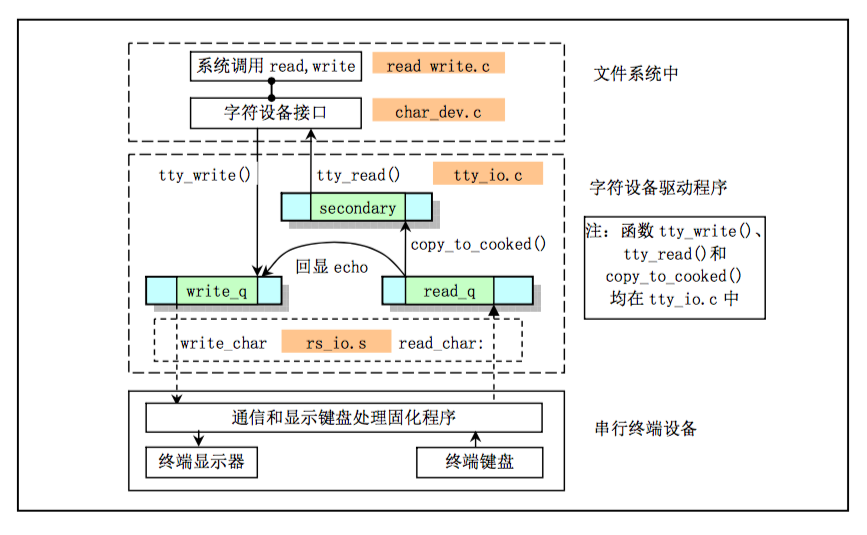 系统调用 read,write
read write.c
文件系统中
字符设备接口
char_dev.c
tty_write()
tty_read()
tty_io.c
字符设备驱动程序
secondary
copy_to_cooked()
回显 echo
write_q
read_q
注：函数 tty_write()、
tty_read()和
copy_to_cooked()
均在 tty_io.c 中
write_char
rs_io.s
read_char:
通信和显示键盘处理固化程序
串行终端设备
终端显示器
终端键盘